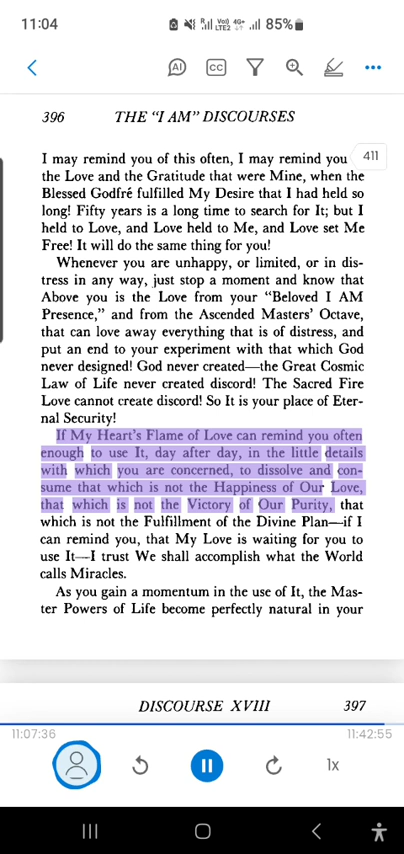 11:04
R VoD LTE2 4G+ 85%
AI CC
396 THE “I AM” DISCOURSES
411
I may remind you of this often, I may remind you
the Love and the Gratitude that were Mine, when the
Blessed Godfré fulfilled My Desire that I had held so
long! Fifty years is a long time to search for It; but I
held to Love, and Love held to Me, and Love set Me
Free! It will do the same thing for you!
Whenever you are unhappy, or limited, or in dis-
tress in any way, just stop a moment and know that
Above you is the Love from your “Beloved I AM
Presence,” and from the Ascended Masters’ Octave,
that can love away everything that is of distress, and
put an end to your experiment with that which God
never designed! God never created—the Great Cosmic
Law of Life never created discord! The Sacred Fire
Love cannot create discord! So It is your place of Eter-
nal Security!
If My Heart’s Flame of Love can remind you often
enough to use It, day after day, in the little details
with which you are concerned, to dissolve and con-
sume that which is not the Happiness of Our Love,
that which is not the Victory of Our Purity, that
which is not the Fulfillment of the Divine Plan—if I
can remind you, that My Love is waiting for you to
use It—I trust We shall accomplish what the World
calls Miracles.
As you gain a momentum in the use of It, the Mas-
ter Powers of Life become perfectly natural in your
DISCOURSE XVIII 397
11:07:36 11:42:55
1x